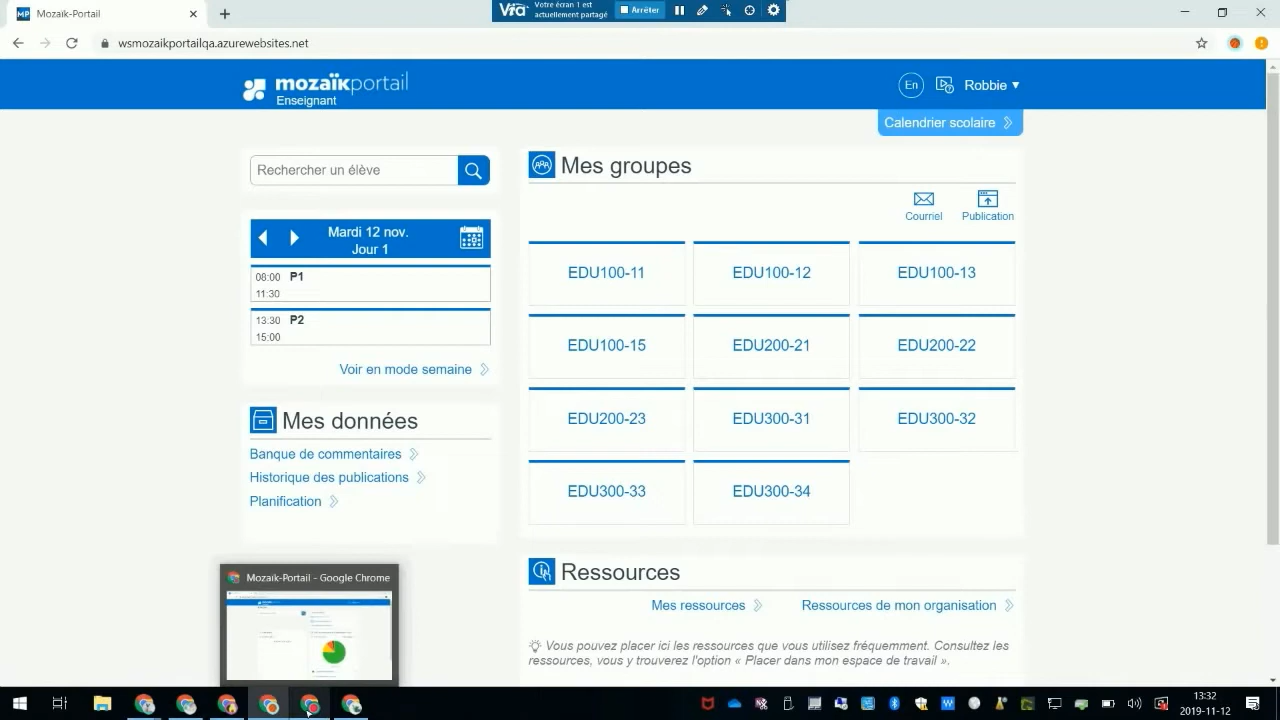 Mozaïk-Portail
Via
Votre écran 1 est
actuellement partagé
Arrêter
wsmozaikportailqa.azurewebsites.net
mozaïkportail
Enseignant
En
Robbie
Calendrier scolaire
Rechercher un élève
Mes groupes
Courriel
Publication
Mardi 12 nov.
Jour 1
08:00 P1
11:30
13:30 P2
15:00
Voir en mode semaine
EDU100-11
EDU100-12
EDU100-13
EDU100-15
EDU200-21
EDU200-22
EDU200-23
EDU300-31
EDU300-32
EDU300-33
EDU300-34
Mes données
Banque de commentaires
Historique des publications
Planification
Mozaïk-Portail - Google Chrome
Ressources
Mes ressources
Ressources de mon organisation
Vous pouvez placer ici les ressources que vous utilisez fréquemment. Consultez les
ressources, vous y trouverez l'option « Placer dans mon espace de travail ».
13:32
2019-11-12